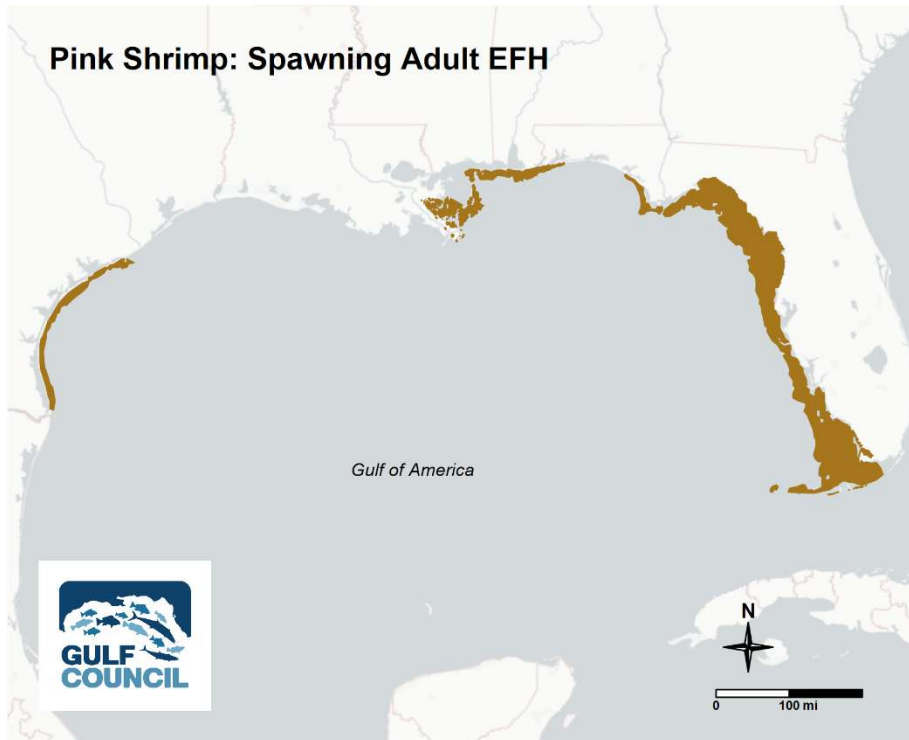 Pink Shrimp: Spawning Adult EFH
Gulf of America
GULF
COUNCIL
N
0 100 mi